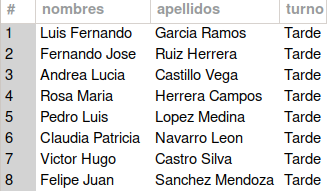 # nombres apellidos turno
1 Luis Fernando Garcia Ramos Tarde
2 Fernando Jose Ruiz Herrera Tarde
3 Andrea Lucia Castillo Vega Tarde
4 Rosa Maria Herrera Campos Tarde
5 Pedro Luis Lopez Medina Tarde
6 Claudia Patricia Navarro Leon Tarde
7 Victor Hugo Castro Silva Tarde
8 Felipe Juan Sanchez Mendoza Tarde